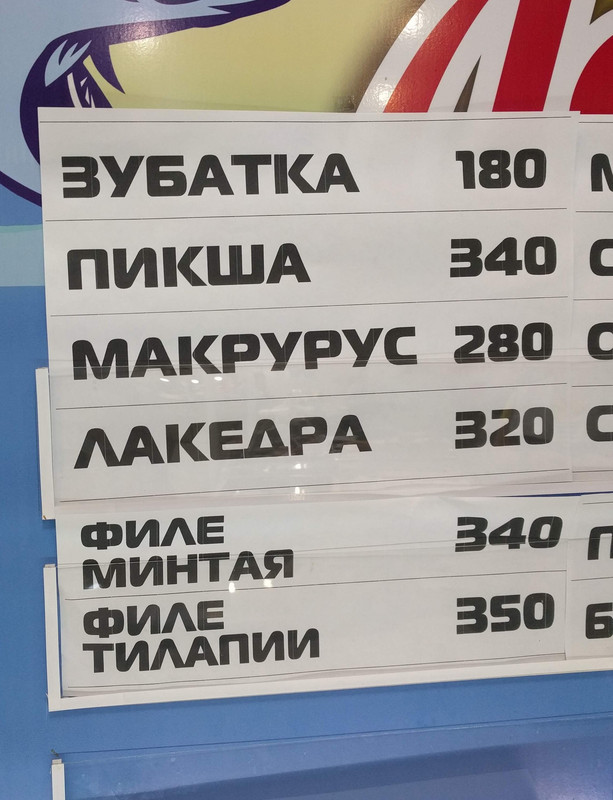 ЗУБАТКА 180
ПИКША 340
МАКРУРУС 280
ЛАКЕДРА 320
ФИЛЕ
МИНТАЯ 340
ФИЛЕ
ТИЛАПИИ 350